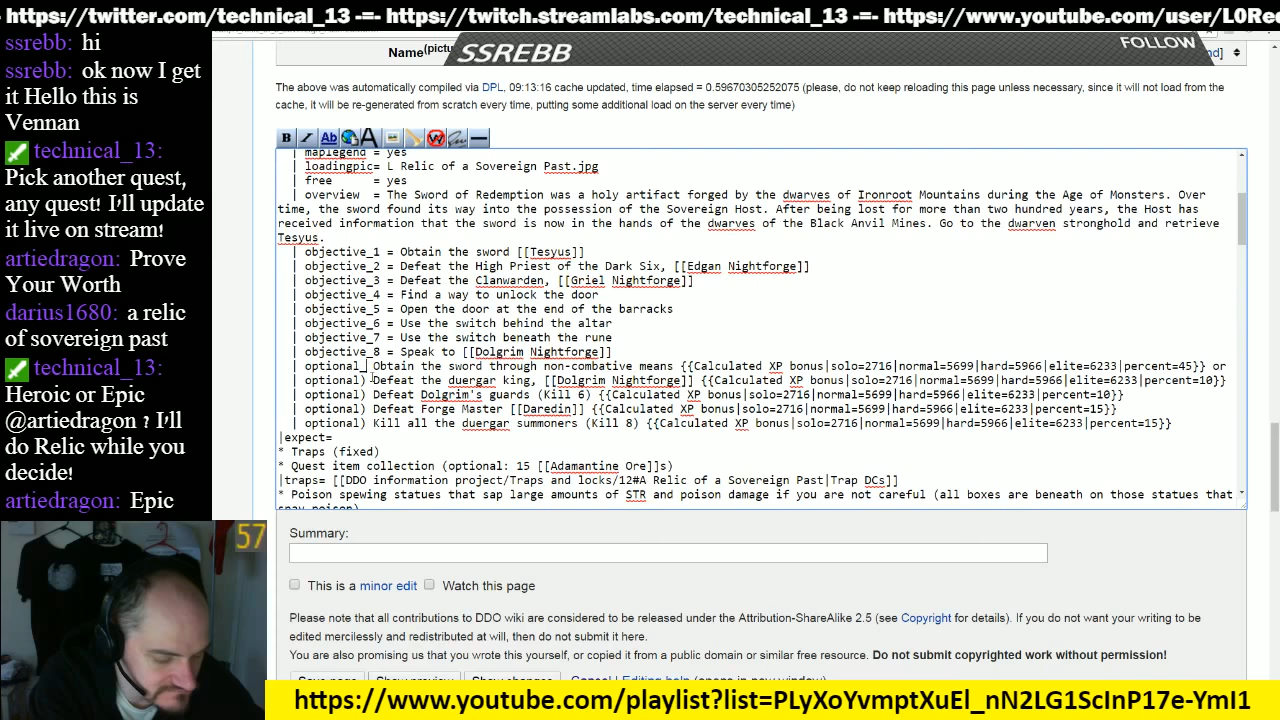 https://twitter.com/technical_13 -=- https://twitch.streamlabs.com/technical_13 -=- https://www.youtube.com/user/L0Re
ssrebb: hi
ssrebb: ok now I get
it Hello this is
Vennan
technical_13:
Pick another quest,
any quest! I'll update
it live on stream!
artiedragon: Prove
Your Worth
darius1680: a relic
of sovereign past
technical_13:
Heroic or Epic
@artiedragon ? I'll
do Relic while you
decide!
artiedragon: Epic
57
SSREBB
FOLLOW
Name
The above was automatically compiled via DPL, 09:13:16 cache updated, time elapsed = 0.59670305252075 (please, do not keep reloading this page unless necessary, since it will not load from the
cache, it will be re-generated from scratch every time, putting some additional load on the server every time)
| maplegend = yes
| loadingpic= L Relic of a Sovereign Past.jpg
| free = yes
| overview = The Sword of Redemption was a holy artifact forged by the dwarves of Ironroot Mountains during the Age of Monsters. Over
time, the sword found its way into the possession of the Sovereign Host. After being lost for more than two hundred years, the Host has
received information that the sword is now in the hands of the dwarves of the Black Anvil Mines. Go to the dwarven stronghold and retrieve
Tesyus.
| objective_1 = Obtain the sword [[Tesyus]]
| objective_2 = Defeat the High Priest of the Dark Six, [[Edgan Nightforge]]
| objective_3 = Defeat the Clanwarden, [[Griel Nightforge]]
| objective_4 = Find a way to unlock the door
| objective_5 = Open the door at the end of the barracks
| objective_6 = Use the switch behind the altar
| objective_7 = Use the switch beneath the rune
| objective_8 = Speak to [[Dolgrim Nightforge]]
| optional_ Obtain the sword through non-combative means {{Calculated XP bonus|solo=2716|normal=5699|hard=5966|elite=6233|percent=45}} or
| optional) Defeat the duergar king, [[Dolgrim Nightforge]] {{Calculated XP bonus|solo=2716|normal=5699|hard=5966|elite=6233|percent=10}}
| optional) Defeat Dolgrim's guards (Kill 6) {{Calculated XP bonus|solo=2716|normal=5699|hard=5966|elite=6233|percent=10}}
| optional) Defeat Forge Master [[Daredin]] {{Calculated XP bonus|solo=2716|normal=5699|hard=5966|elite=6233|percent=15}}
| optional) Kill all the duergar summoners (Kill 8) {{Calculated XP bonus|solo=2716|normal=5699|hard=5966|elite=6233|percent=15}}
|expect=
* Traps (fixed)
* Quest item collection (optional: 15 [[Adamantine Ore]]s)
|traps= [[DDO information project/Traps and locks/12#A Relic of a Sovereign Past|Trap DCs]]
* Poison spewing statues that sap large amounts of STR and poison damage if you are not careful (all boxes are beneath on those statues that
spay poison)
Summary:
This is a minor edit Watch this page
Please note that all contributions to DDO wiki are considered to be released under the Attribution-ShareAlike 2.5 (see Copyright for details). If you do not want your writing to be
edited mercilessly and redistributed at will, then do not submit it here.
You are also promising us that you wrote this yourself, or copied it from a public domain or similar free resource. Do not submit copyrighted work without permission!
Save page Show preview Show changes Cancel | Editing help (opens in new window)
https://www.youtube.com/playlist?list=PLyXoYvmptXuEl_nN2LG1ScInP17e-YmI1